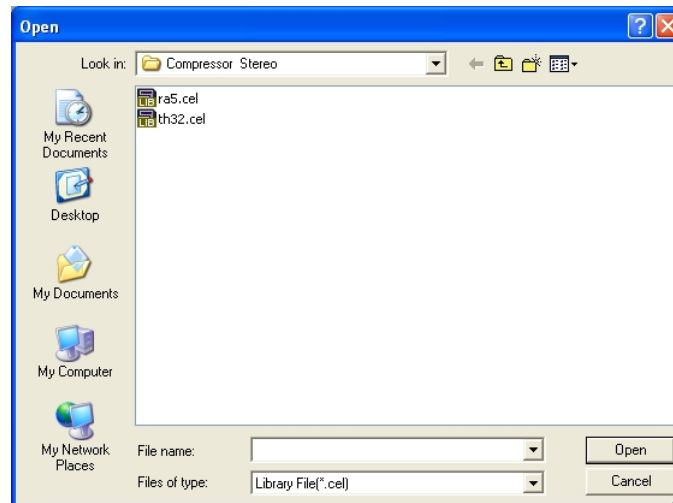 Open
Look in: Compressor Stereo
ra5.cel
th32.cel
My Recent
Documents
Desktop
My Documents
My Computer
My Network
Places
File name:
Open
Files of type: Library File(*.cel)
Cancel